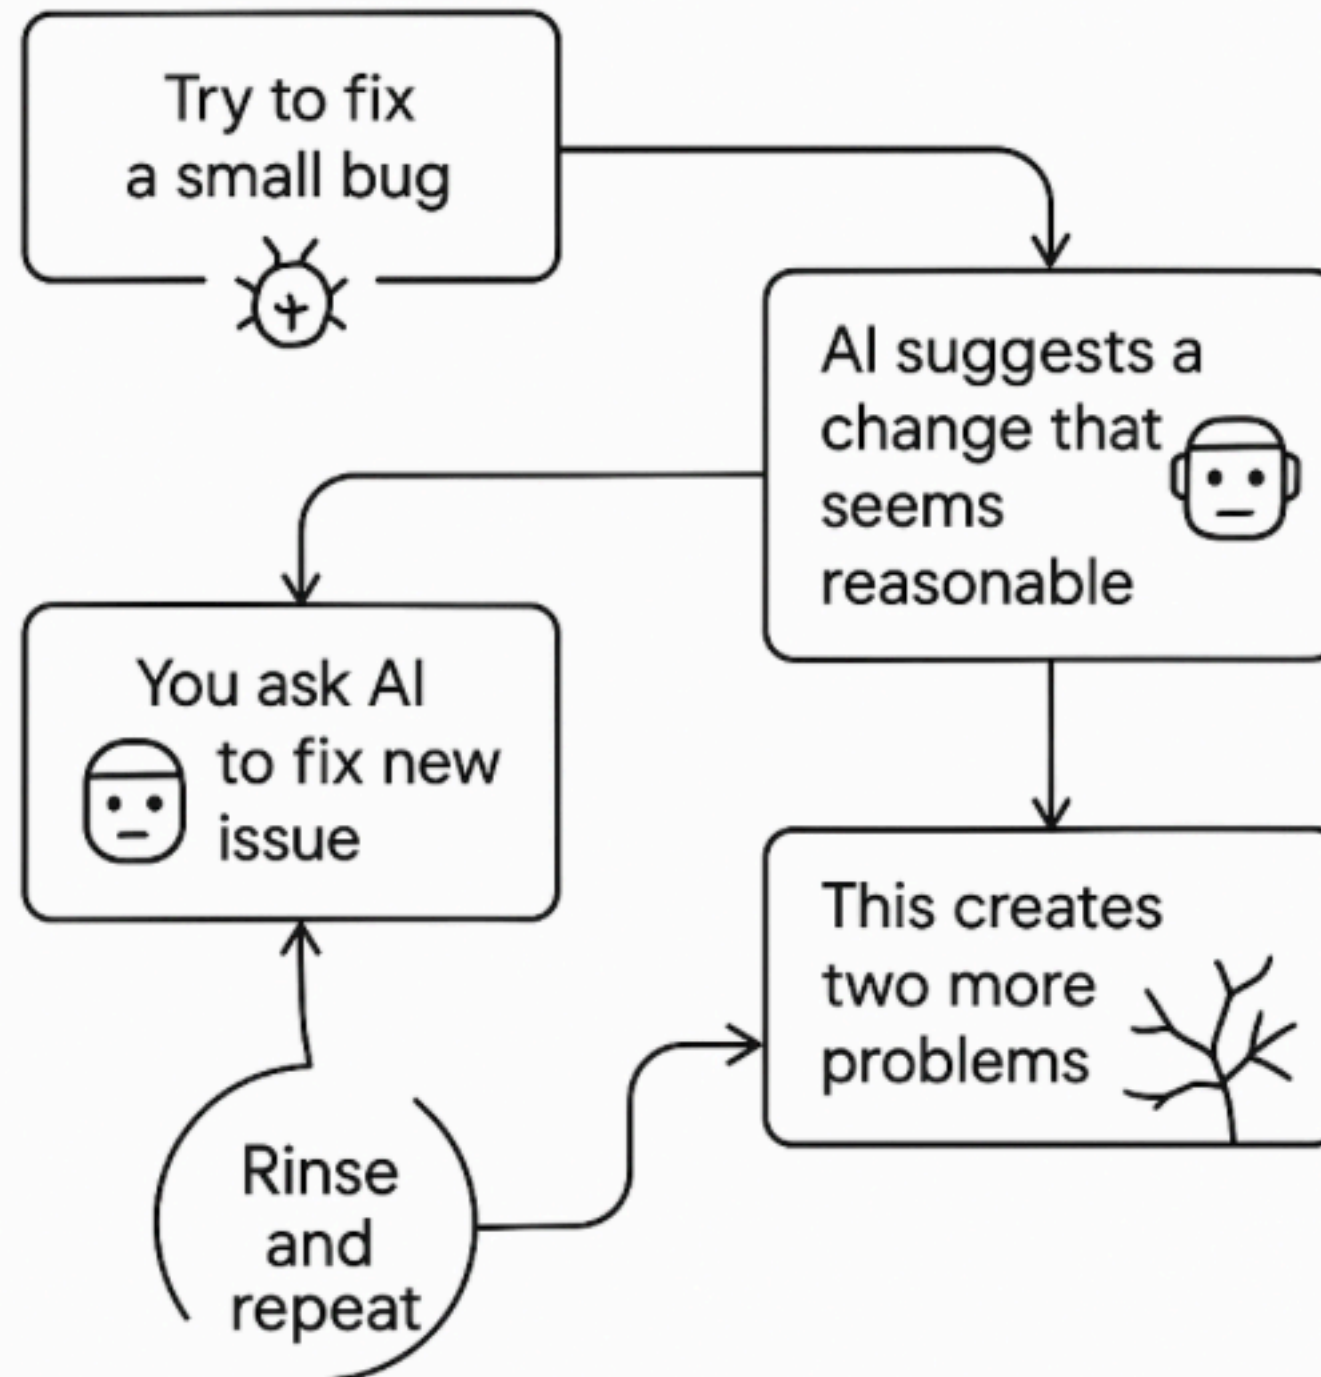 Try to fix
a small bug
AI suggests a
change that
seems
reasonable
You ask AI
to fix new
issue
This creates
two more
problems
Rinse
and
repeat